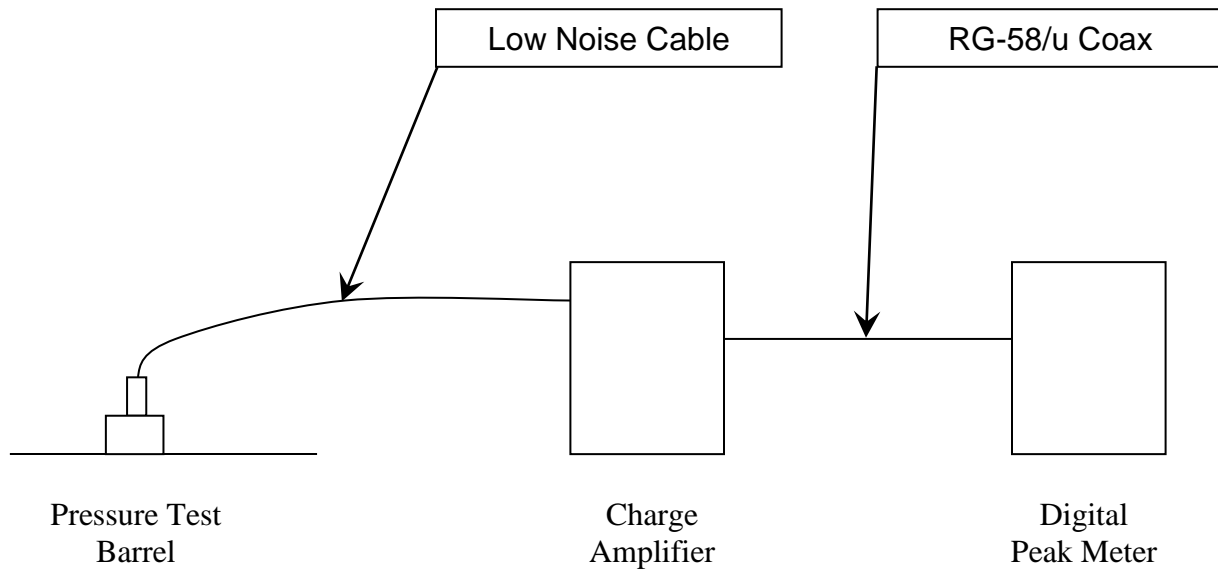 Low Noise Cable
RG-58/u Coax
Pressure Test
Barrel
Charge
Amplifier
Digital
Peak Meter